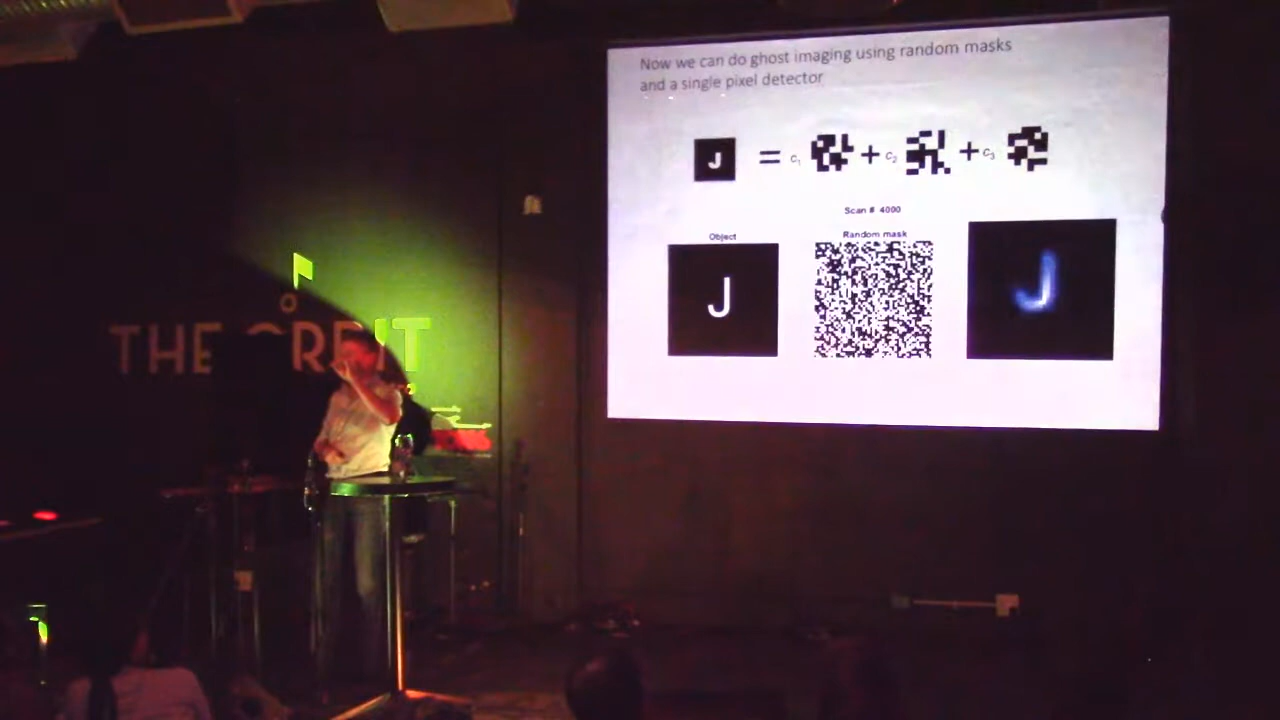 Now we can do ghost imaging using random masks
and a single pixel detector
J = c₁ + c₂ + c₃
Scan # 4000
Object
Random mask
J
J
THE ORBIT